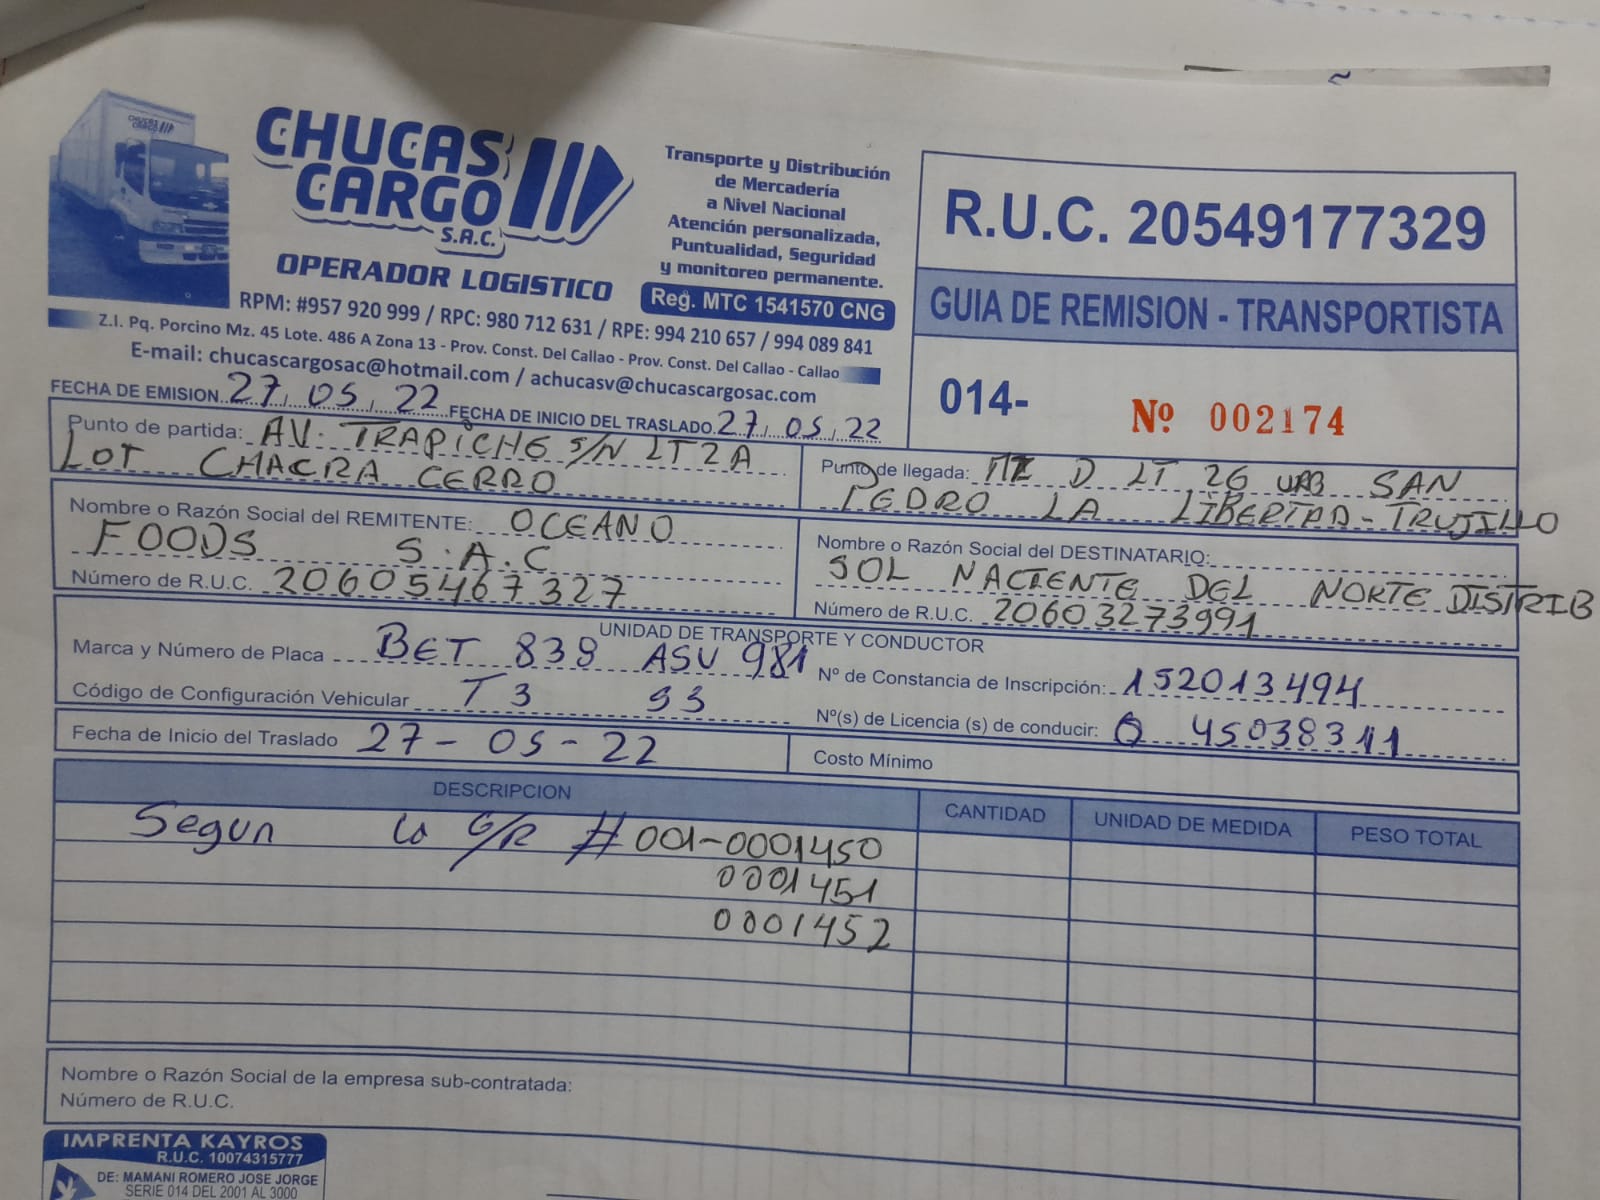 CHUCAS CARGO
CHUCAS
CARGO
S.A.C.
OPERADOR LOGISTICO
Transporte y Distribución
de Mercadería
a Nivel Nacional
Atención personalizada,
Puntualidad, Seguridad
y monitoreo permanente.
Reg. MTC 1541570 CNG
RPM: #957 920 999 / RPC: 980 712 631 / RPE: 994 210 657 / 994 089 841
Z.I. Pq. Porcino Mz. 45 Lote. 486 A Zona 13 - Prov. Const. Del Callao - Prov. Const. Del Callao - Callao
E-mail: chucascargosac@hotmail.com / achucasv@chucascargosac.com
R.U.C. 20549177329
GUIA DE REMISION - TRANSPORTISTA
014- Nº 002174
FECHA DE EMISION 27, 05, 22 FECHA DE INICIO DEL TRASLADO 27, 05, 22
Punto de partida: AV. TRAPICHE S/N LT 2A
LOT CHACRA CERRO
Punto de llegada: MZ D LT 26 URB SAN
PEDRO LA LIBERTAD - TRUJILLO
Nombre o Razón Social del REMITENTE: OCEANO
FOODS S.A.C
Número de R.U.C. 20605467327
Nombre o Razón Social del DESTINATARIO:
SOL NACIENTE DEL NORTE DISTRIB
Número de R.U.C. 20603273991
UNIDAD DE TRANSPORTE Y CONDUCTOR
Marca y Número de Placa BET 838 ASU 981
Nº de Constancia de Inscripción: 152013494
Código de Configuración Vehicular T3 S3
Nº(s) de Licencia (s) de conducir: Q 45038311
Fecha de Inicio del Traslado 27 - 05 - 22
Costo Mínimo
DESCRIPCION CANTIDAD UNIDAD DE MEDIDA PESO TOTAL
Segun la G/R # 001-0001450
0001451
0001452
Nombre o Razón Social de la empresa sub-contratada:
Número de R.U.C.
IMPRENTA KAYROS
R.U.C. 10074315777
DE: MAMANI ROMERO JOSE JORGE
SERIE 014 DEL 2001 AL 3000